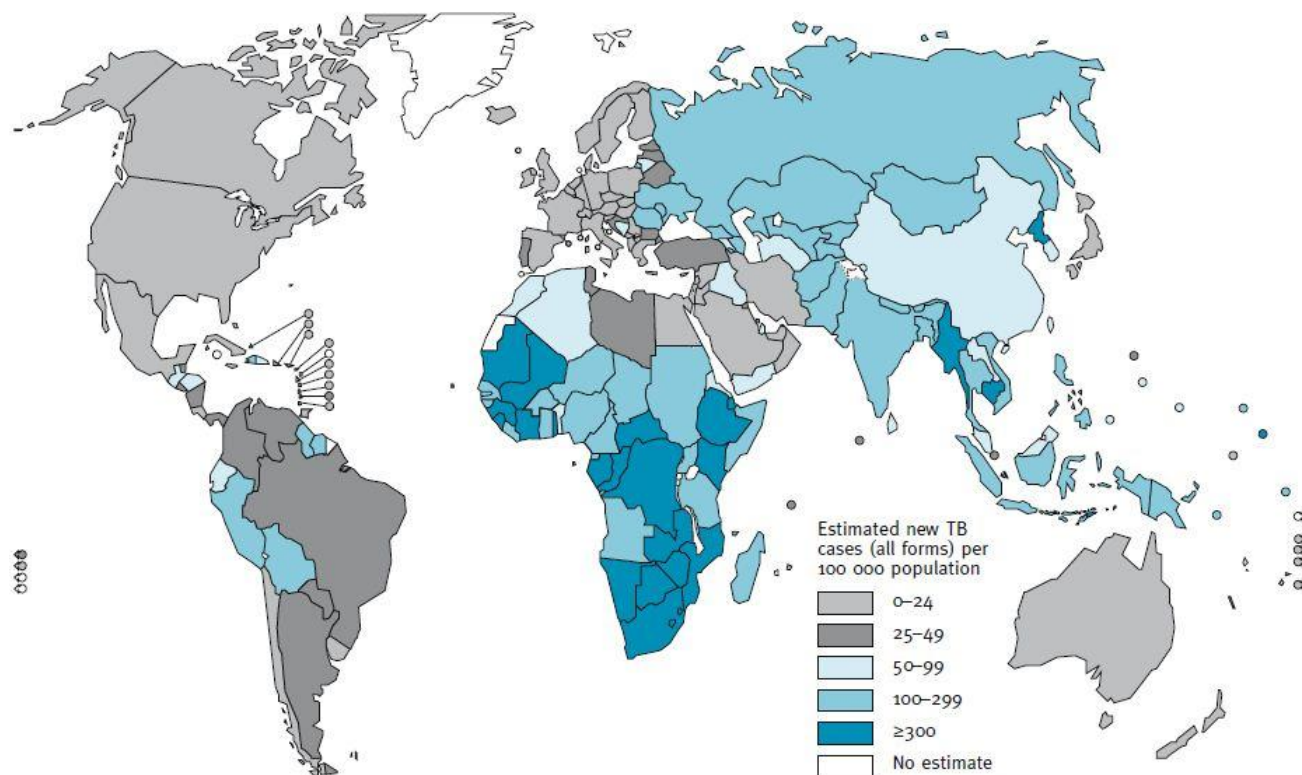 Estimated new TB
cases (all forms) per
100 000 population
0–24
25–49
50–99
100–299
≥300
No estimate